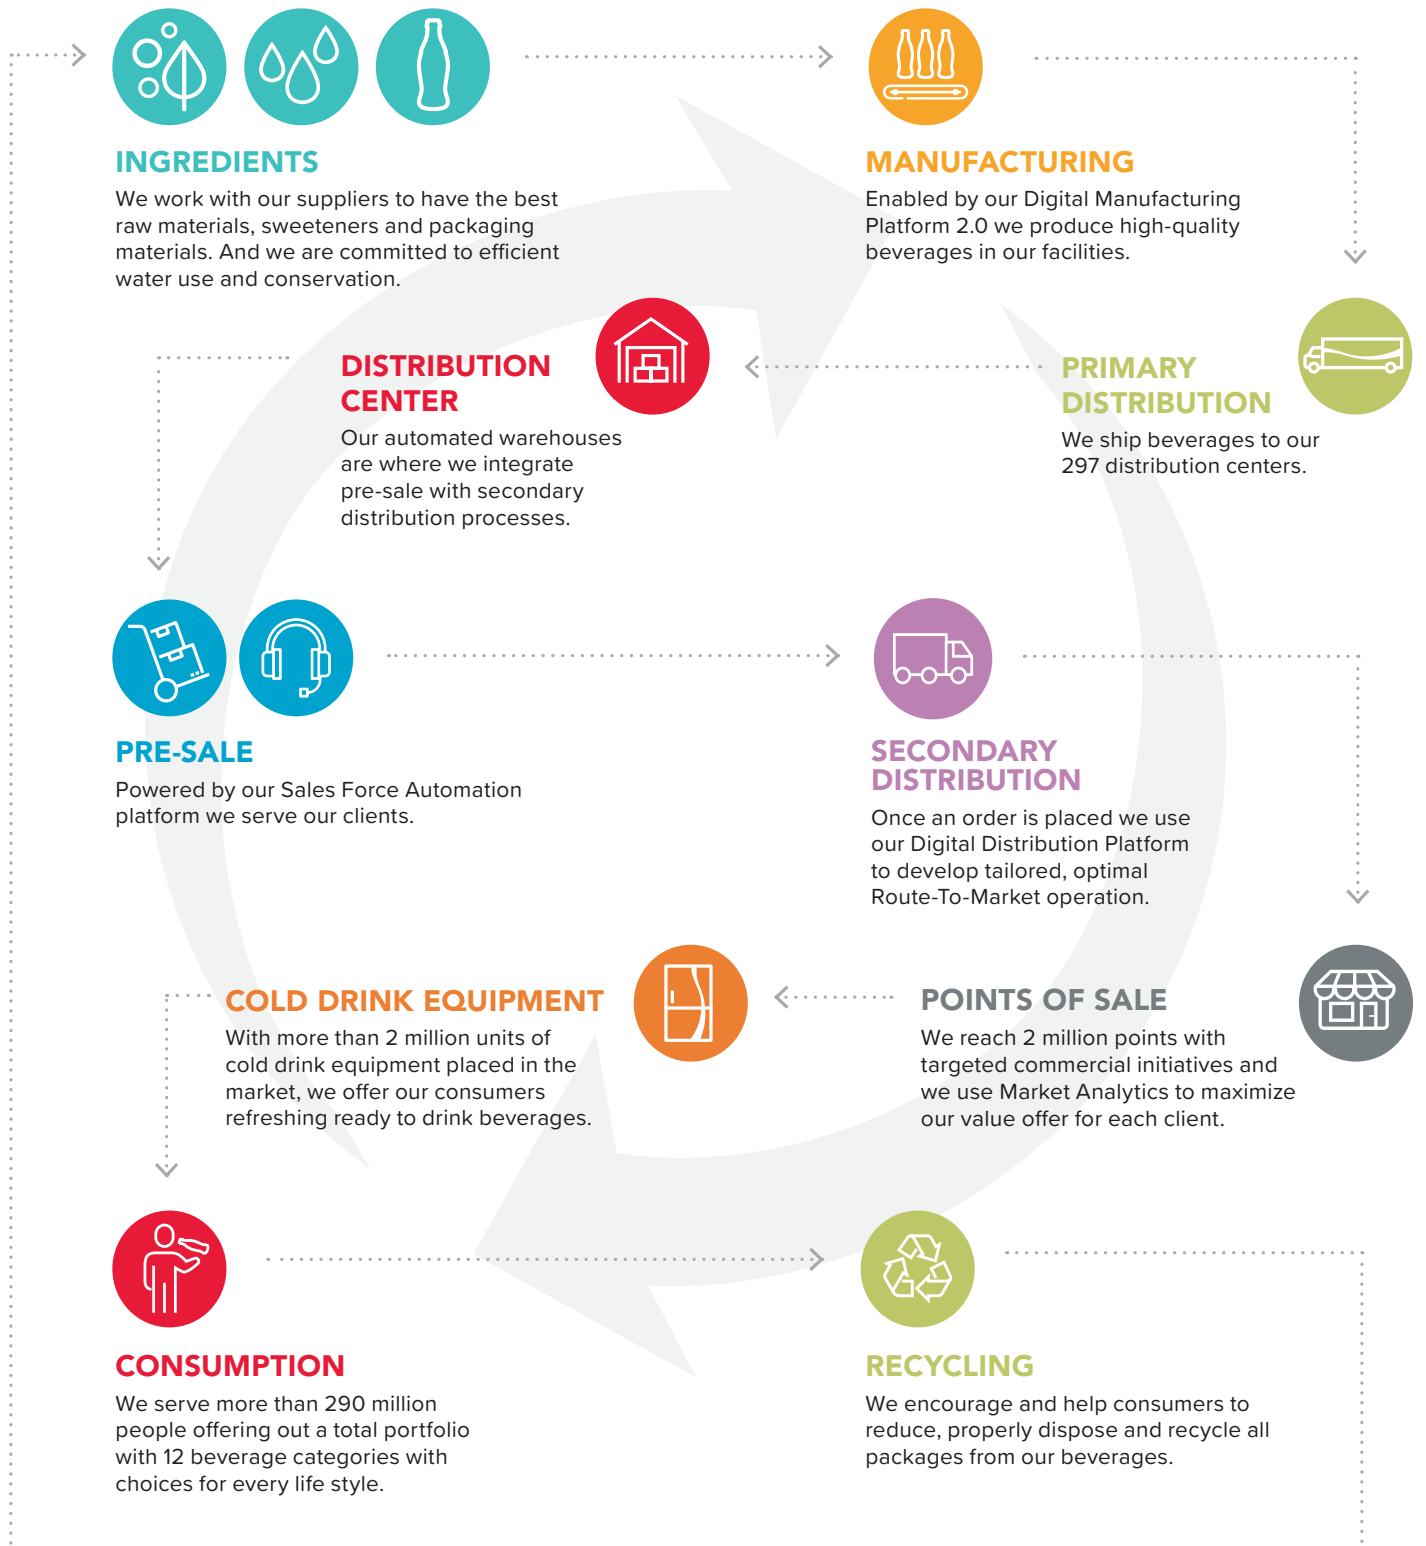 INGREDIENTS
We work with our suppliers to have the best
raw materials, sweeteners and packaging
materials. And we are committed to efficient
water use and conservation.
MANUFACTURING
Enabled by our Digital Manufacturing
Platform 2.0 we produce high-quality
beverages in our facilities.
PRIMARY
DISTRIBUTION
We ship beverages to our
297 distribution centers.
DISTRIBUTION
CENTER
Our automated warehouses
are where we integrate
pre-sale with secondary
distribution processes.
PRE-SALE
Powered by our Sales Force Automation
platform we serve our clients.
SECONDARY
DISTRIBUTION
Once an order is placed we use
our Digital Distribution Platform
to develop tailored, optimal
Route-To-Market operation.
POINTS OF SALE
We reach 2 million points with
targeted commercial initiatives and
we use Market Analytics to maximize
our value offer for each client.
COLD DRINK EQUIPMENT
With more than 2 million units of
cold drink equipment placed in the
market, we offer our consumers
refreshing ready to drink beverages.
CONSUMPTION
We serve more than 290 million
people offering out a total portfolio
with 12 beverage categories with
choices for every life style.
RECYCLING
We encourage and help consumers to
reduce, properly dispose and recycle all
packages from our beverages.